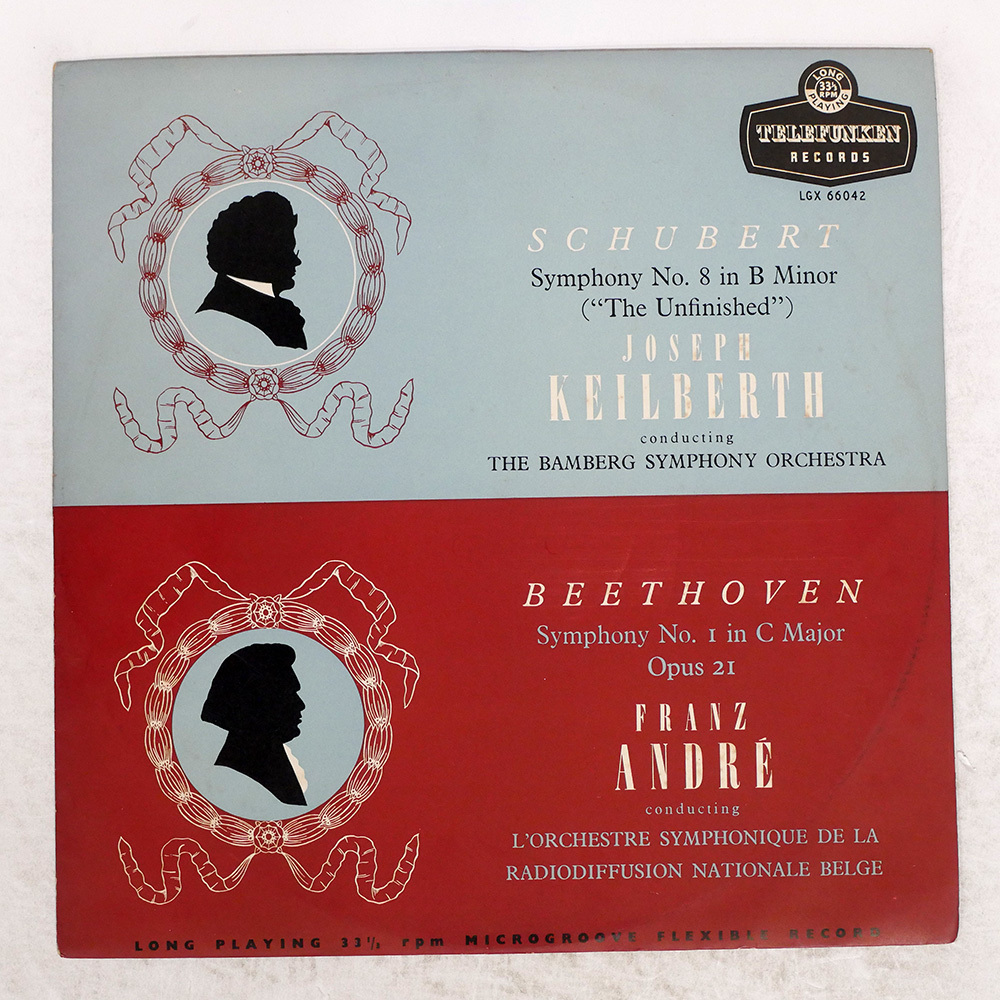 LONG
33⅓
RPM
PLAYING
TELEFUNKEN
RECORDS
LGX 66042
SCHUBERT
Symphony No. 8 in B Minor
(“The Unfinished”)
JOSEPH
KEILBERTH
conducting
THE BAMBERG SYMPHONY ORCHESTRA
BEETHOVEN
Symphony No. 1 in C Major
Opus 21
FRANZ
ANDRÉ
conducting
L'ORCHESTRE SYMPHONIQUE DE LA
RADIODIFFUSION NATIONALE BELGE
LONG PLAYING 33⅓ rpm MICROGROOVE FLEXIBLE RECORD